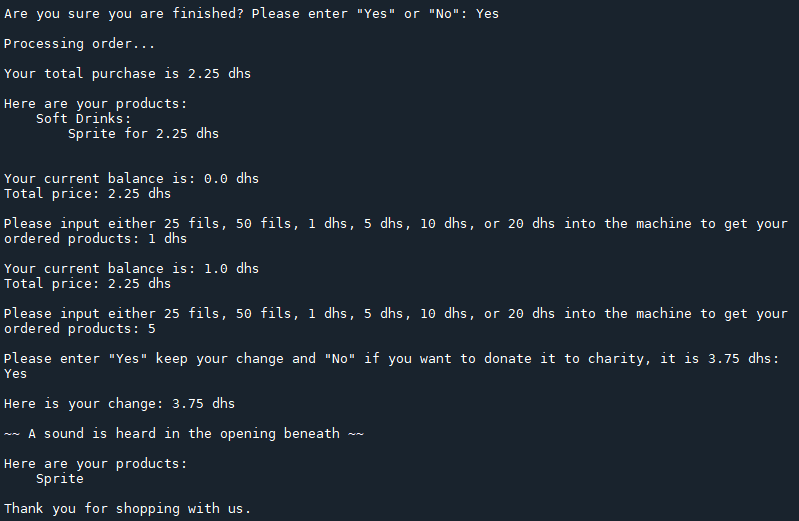 Are you sure you are finished? Please enter "Yes" or "No": Yes
Processing order...
Your total purchase is 2.25 dhs
Here are your products:
Soft Drinks:
Sprite for 2.25 dhs
Your current balance is: 0.0 dhs
Total price: 2.25 dhs
Please input either 25 fils, 50 fils, 1 dhs, 5 dhs, 10 dhs, or 20 dhs into the machine to get your
ordered products: 1 dhs
Your current balance is: 1.0 dhs
Total price: 2.25 dhs
Please input either 25 fils, 50 fils, 1 dhs, 5 dhs, 10 dhs, or 20 dhs into the machine to get your
ordered products: 5
Please enter "Yes" keep your change and "No" if you want to donate it to charity, it is 3.75 dhs:
Yes
Here is your change: 3.75 dhs
~~ A sound is heard in the opening beneath ~~
Here are your products:
Sprite
Thank you for shopping with us.